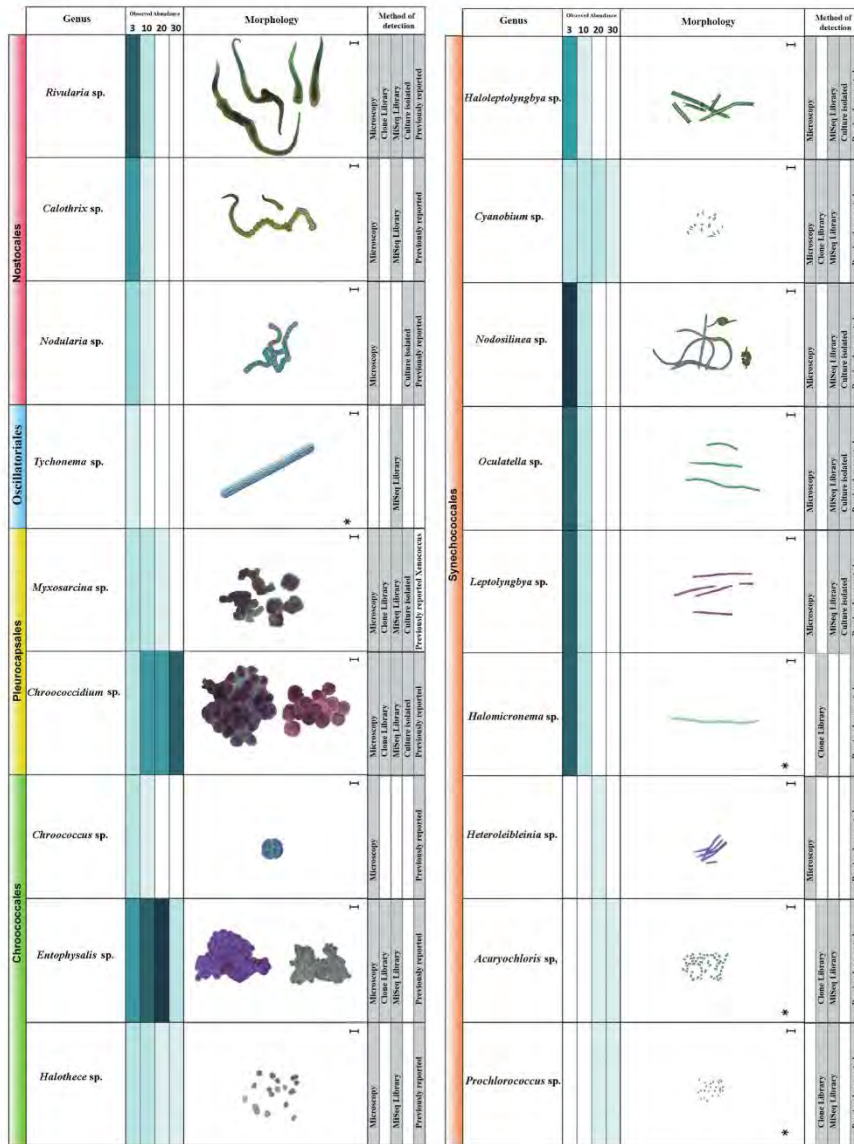 Genus
Observed Abundance
3 10 20 30
Morphology
Method of
detection
Nostocales
Rivularia sp.
Microscopy
Clone Library
MiSeq Library
Culture isolated
Previously reported
Calothrix sp.
Microscopy
MiSeq Library
Previously reported
Nodularia sp.
Microscopy
Culture isolated
Previously reported
Oscillatoriales
Tychonema sp.
*
MiSeq Library
Pleurocapsales
Myxosarcina sp.
Microscopy
Clone Library
MiSeq Library
Culture isolated
Previously reported Xenococcus
Chroococcidium sp.
Microscopy
Clone Library
MiSeq Library
Culture isolated
Previously reported
Chroococcales
Chroococcus sp.
Microscopy
Previously reported
Entophysalis sp.
Microscopy
Clone Library
MiSeq Library
Previously reported
Halothece sp.
Microscopy
MiSeq Library
Previously reported
Genus
Observed Abundance
3 10 20 30
Morphology
Method of
detection
Synechococcales
Haloleptolyngbya sp.
Microscopy
MiSeq Library
Culture isolated
Cyanobium sp.
Microscopy
Clone Library
MiSeq Library
Nodosilinea sp.
Microscopy
MiSeq Library
Culture isolated
Oculatella sp.
Microscopy
MiSeq Library
Culture isolated
Leptolyngbya sp.
Microscopy
MiSeq Library
Culture isolated
Halomicronema sp.
*
Clone Library
Heteroleibleinia sp.
Microscopy
Acaryochloris sp,
*
Clone Library
MiSeq Library
Prochlorococcus sp.
*
Clone Library
MiSeq Library